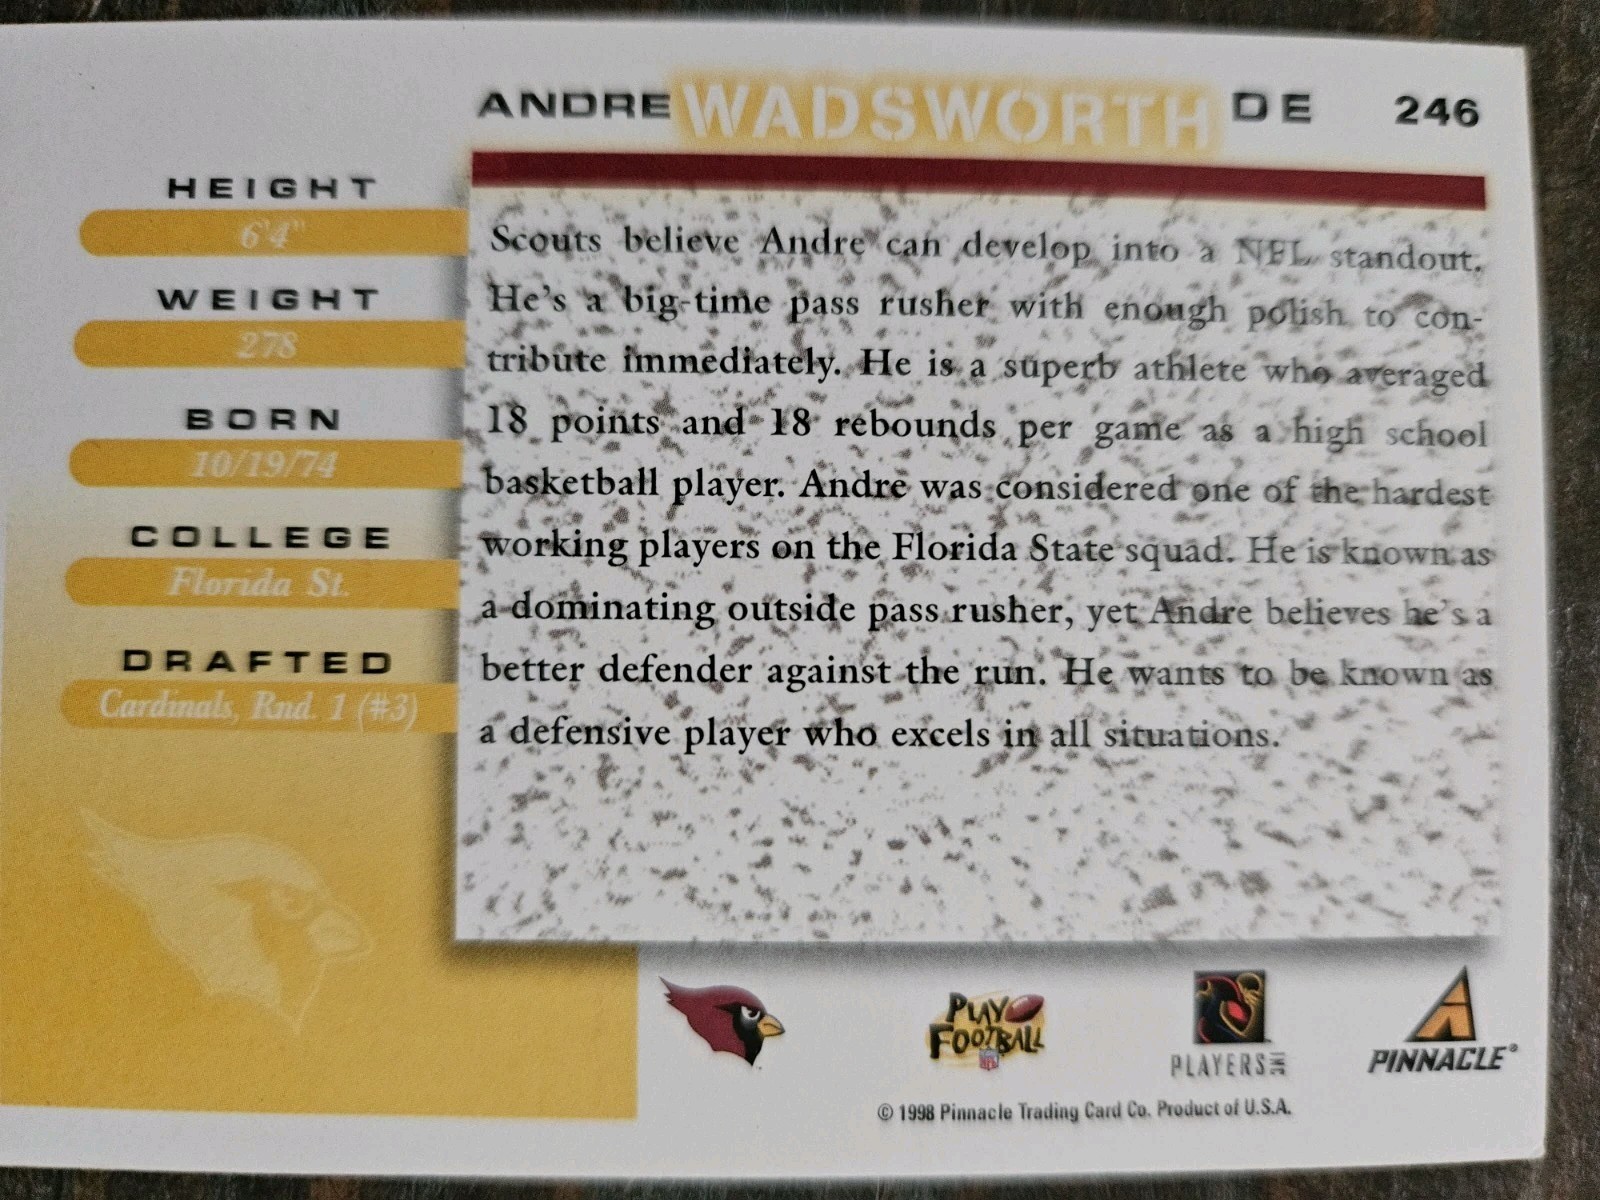 ANDRE WADSWORTH DE 246
HEIGHT
6'4"
WEIGHT
278
BORN
10/19/74
COLLEGE
Florida St.
DRAFTED
Cardinals, Rnd. 1 (#3)
Scouts believe Andre can develop into a NFL standout.
He's a big-time pass rusher with enough polish to con-
tribute immediately. He is a superb athlete who averaged
18 points and 18 rebounds per game as a high school
basketball player. Andre was considered one of the hardest
working players on the Florida State squad. He is known as
a dominating outside pass rusher, yet Andre believes he's a
better defender against the run. He wants to be known as
a defensive player who excels in all situations.
PLAY
FOOTBALL
NFL
PLAYERS INC
PINNACLE®
© 1998 Pinnacle Trading Card Co. Product of U.S.A.